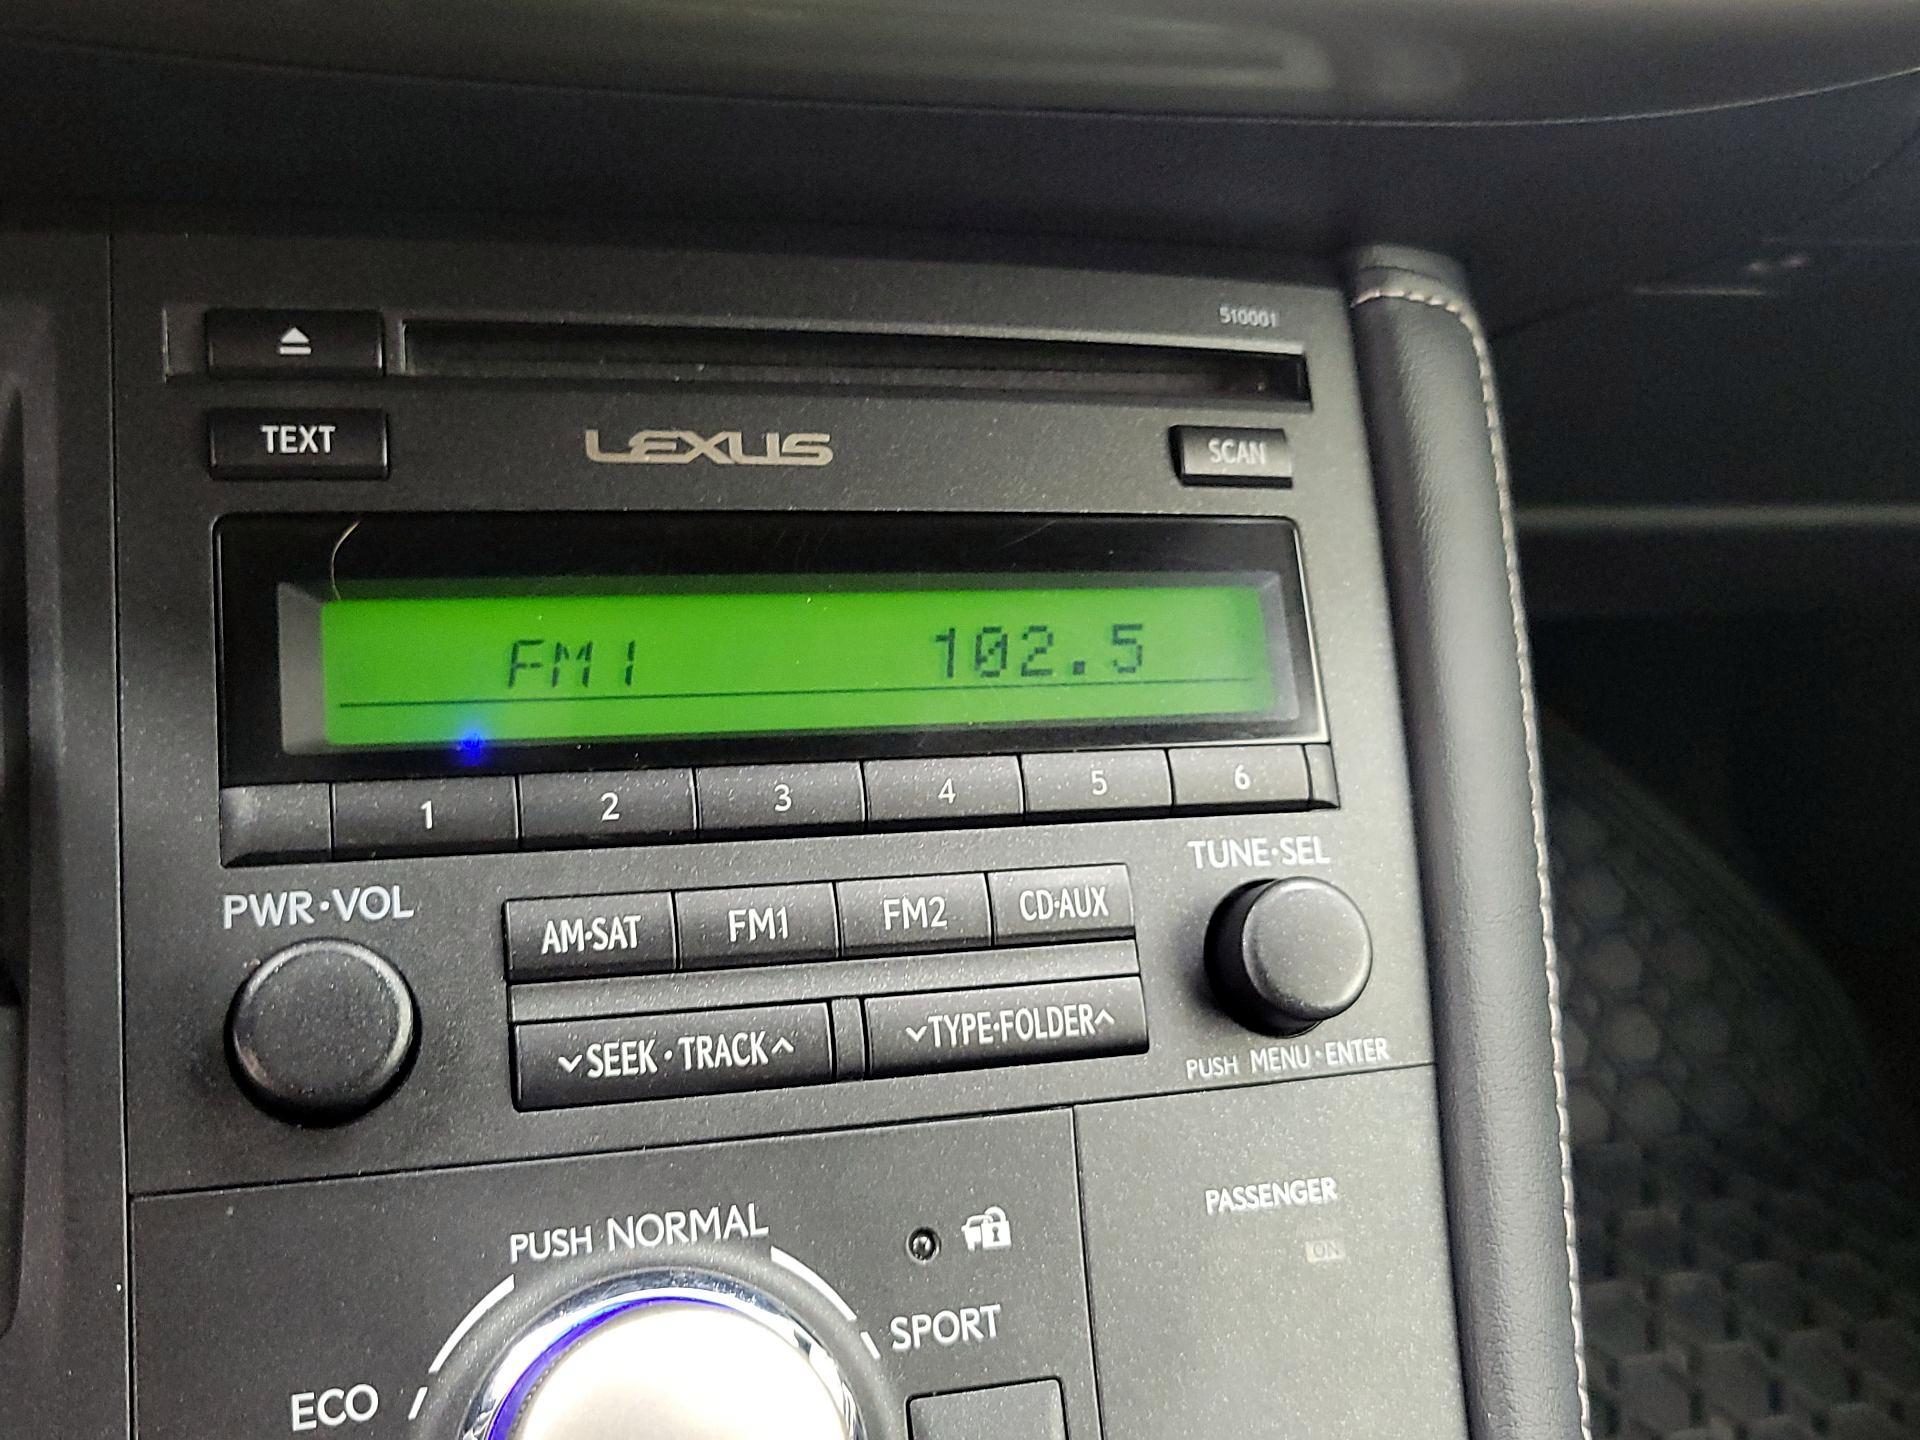 510001
TEXT LEXUS SCAN
FM1 102.5
1 2 3 4 5 6
PWR•VOL TUNE•SEL
AM•SAT FM1 FM2 CD•AUX
SEEK•TRACK TYPE•FOLDER
PUSH MENU•ENTER
PASSENGER
ON
PUSH NORMAL
SPORT
ECO